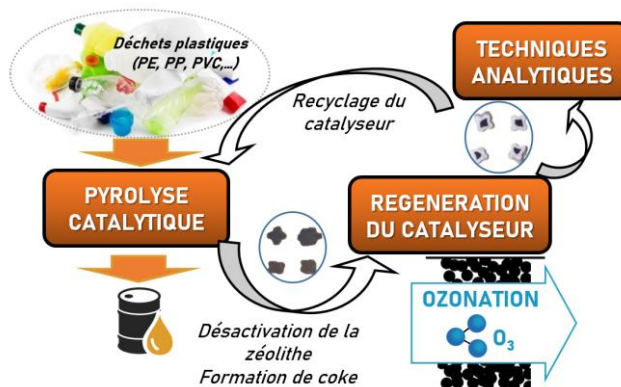 Déchets plastiques
(PE, PP, PVC,...)
TECHNIQUES
ANALYTIQUES
Recyclage du
catalyseur
PYROLYSE
CATALYTIQUE
REGENERATION
DU CATALYSEUR
OZONATION
O3
Désactivation de la
zéolithe
Formation de coke